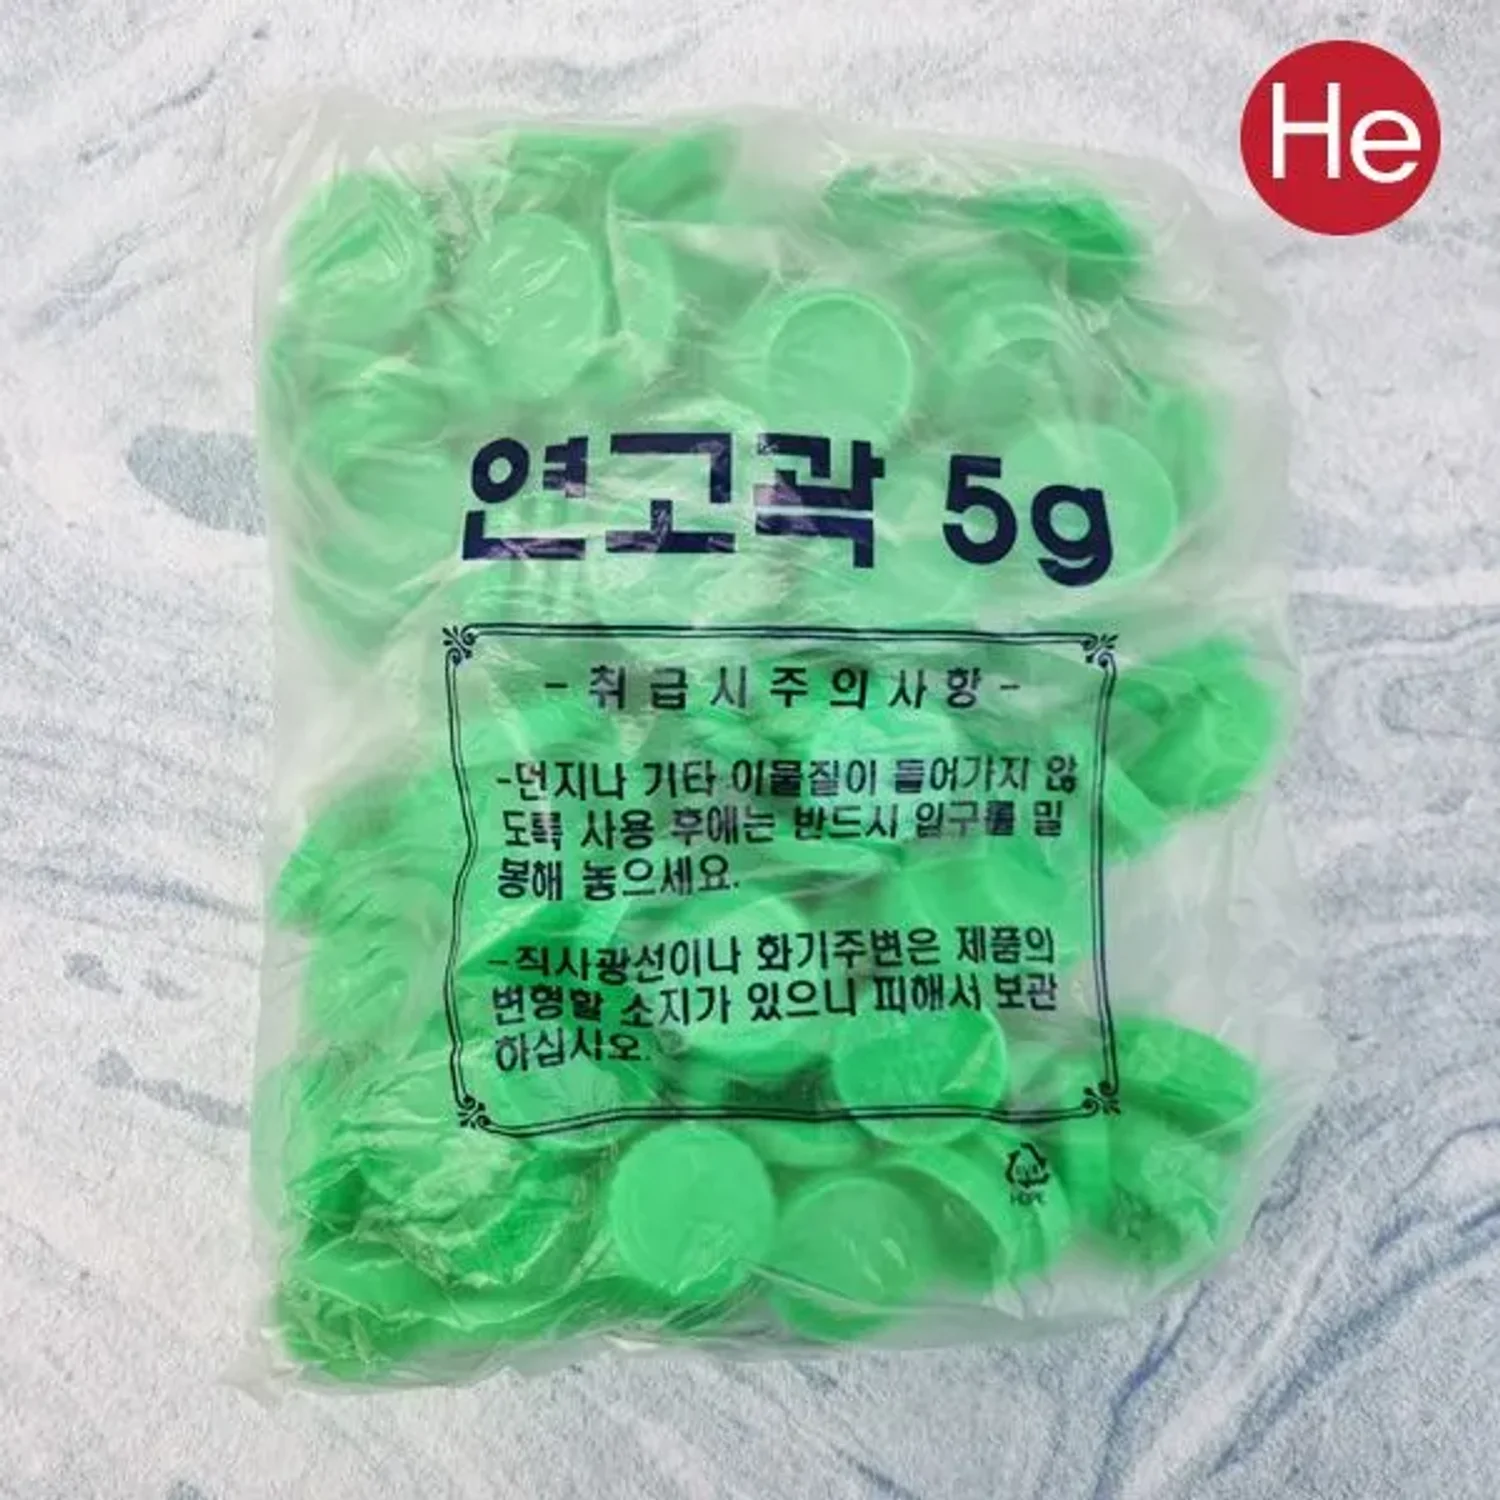 He
연고곽 5g
- 취급시주의사항 -
-먼지나 기타 이물질이 들어가지 않
도록 사용 후에는 반드시 입구를 밀
봉해 놓으세요.
-직사광선이나 화기주변은 제품의
변형할 소지가 있으니 피해서 보관
하십시오.
HDPE